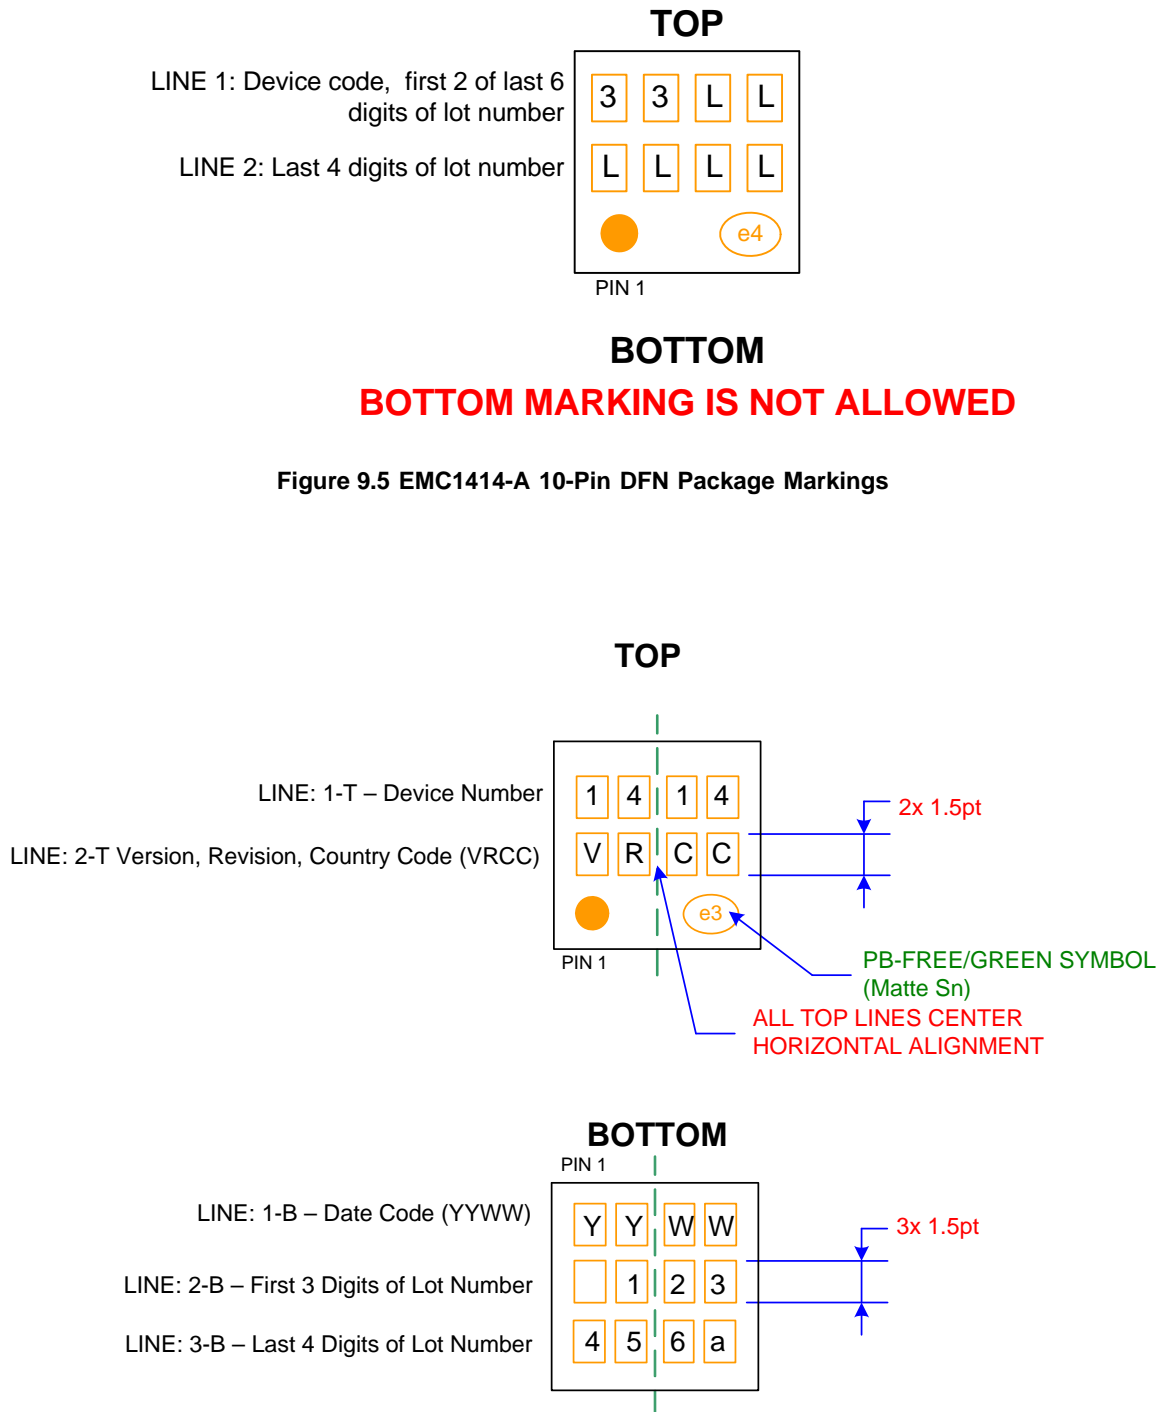 TOP
LINE 1: Device code, first 2 of last 6
digits of lot number
3 3 L L
LINE 2: Last 4 digits of lot number
L L L L
e4
PIN 1
BOTTOM
BOTTOM MARKING IS NOT ALLOWED
Figure 9.5 EMC1414-A 10-Pin DFN Package Markings
TOP
LINE: 1-T – Device Number
1 4 1 4
2x 1.5pt
LINE: 2-T Version, Revision, Country Code (VRCC)
V R C C
e3
PIN 1
PB-FREE/GREEN SYMBOL
(Matte Sn)
ALL TOP LINES CENTER
HORIZONTAL ALIGNMENT
BOTTOM
PIN 1
LINE: 1-B – Date Code (YYWW)
Y Y W W
3x 1.5pt
LINE: 2-B – First 3 Digits of Lot Number
1 2 3
LINE: 3-B – Last 4 Digits of Lot Number
4 5 6 a